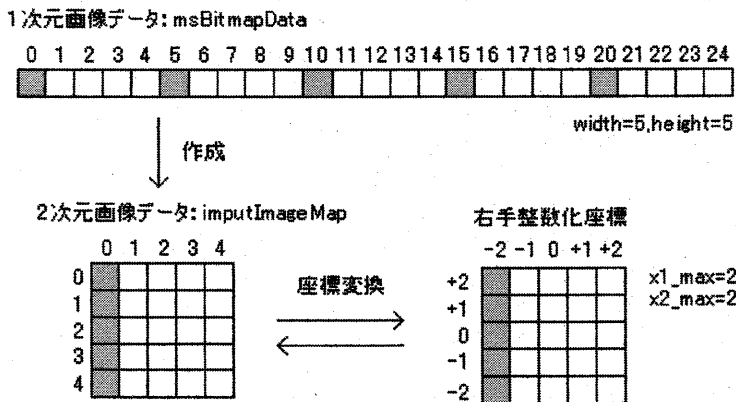 1次元画像データ: msBitmapData
0 1 2 3 4 5 6 7 8 9 10 11 12 13 14 15 16 17 18 19 20 21 22 23 24
width=5,height=5
作成
2次元画像データ: imputImageMap
0 1 2 3 4
0
1
2
3
4
座標変換
右手整数化座標
-2 -1 0 +1 +2
+2
+1
0
-1
-2
x1_max=2
x2_max=2